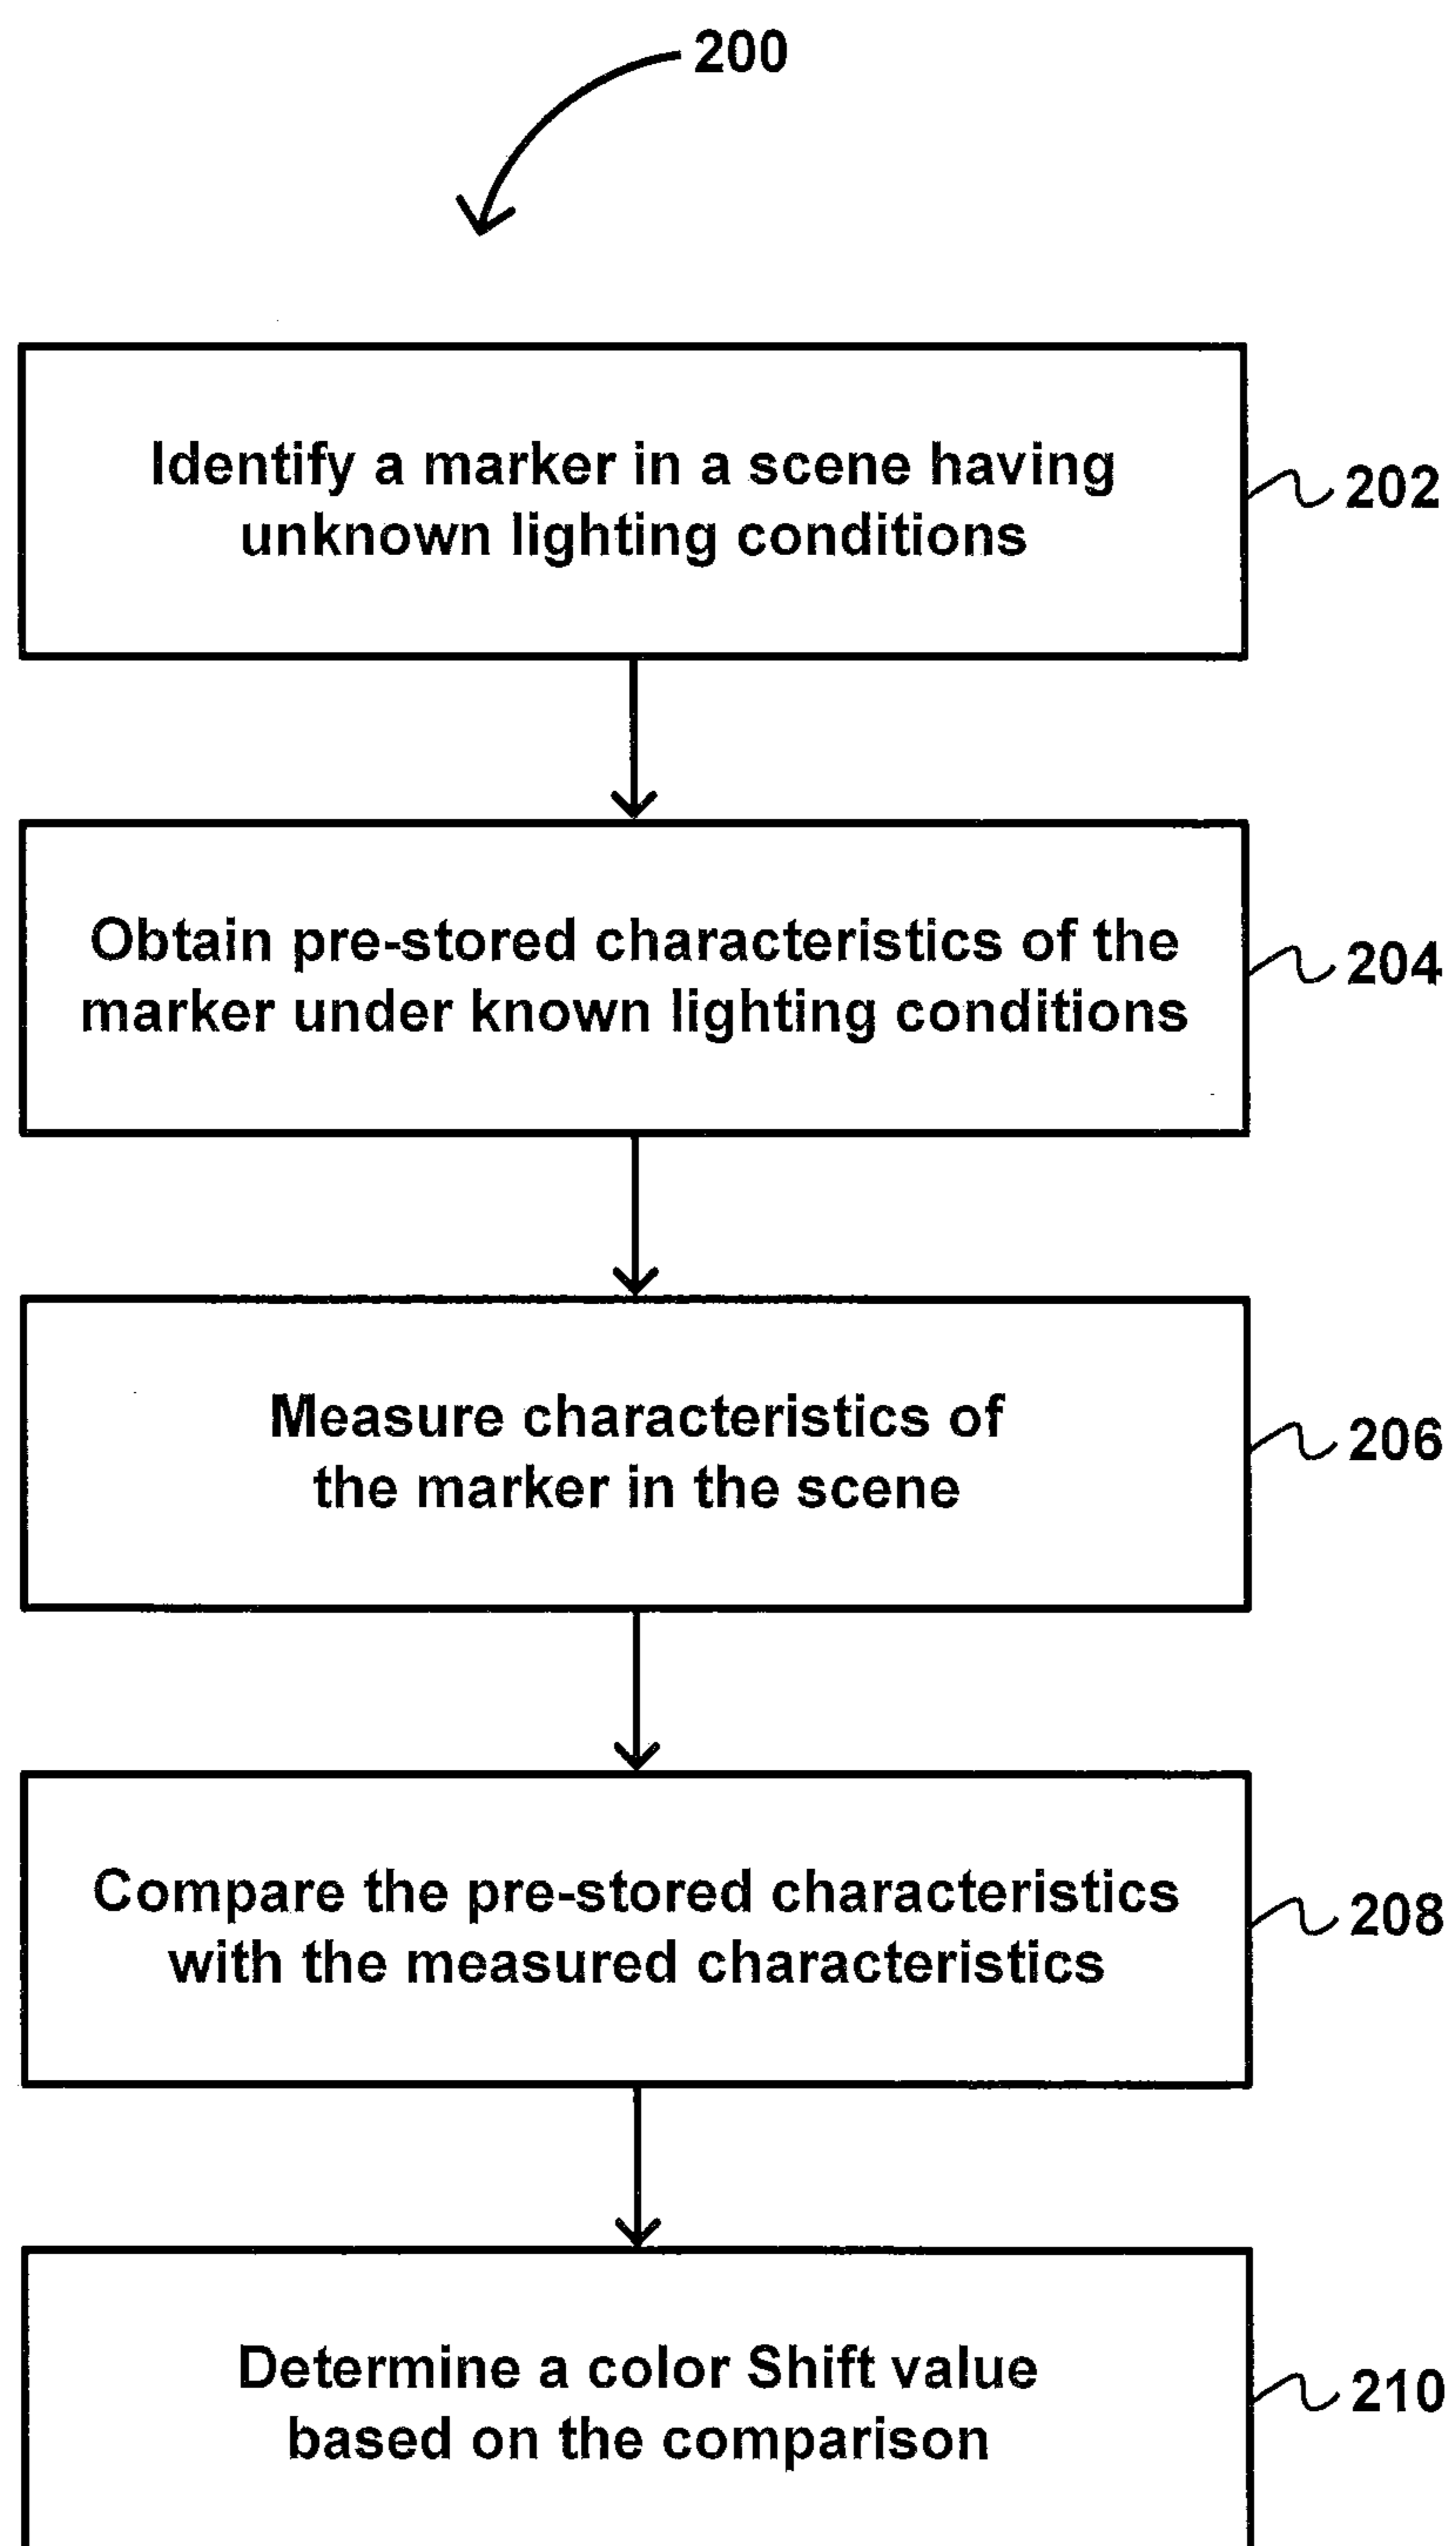 200
Identify a marker in a scene having
unknown lighting conditions
202
Obtain pre-stored characteristics of the
marker under known lighting conditions
204
Measure characteristics of
the marker in the scene
206
Compare the pre-stored characteristics
with the measured characteristics
208
Determine a color Shift value
based on the comparison
210